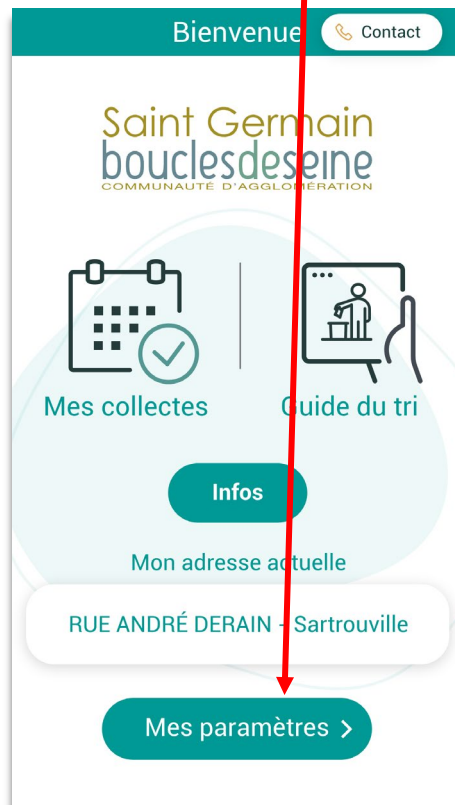 Bienvenue
Contact
Saint Germain
bouclesdeseine
COMMUNAUTÉ D'AGGLOMÉRATION
Mes collectes
Guide du tri
Infos
Mon adresse actuelle
RUE ANDRÉ DERAIN - Sartrouville
Mes paramètres